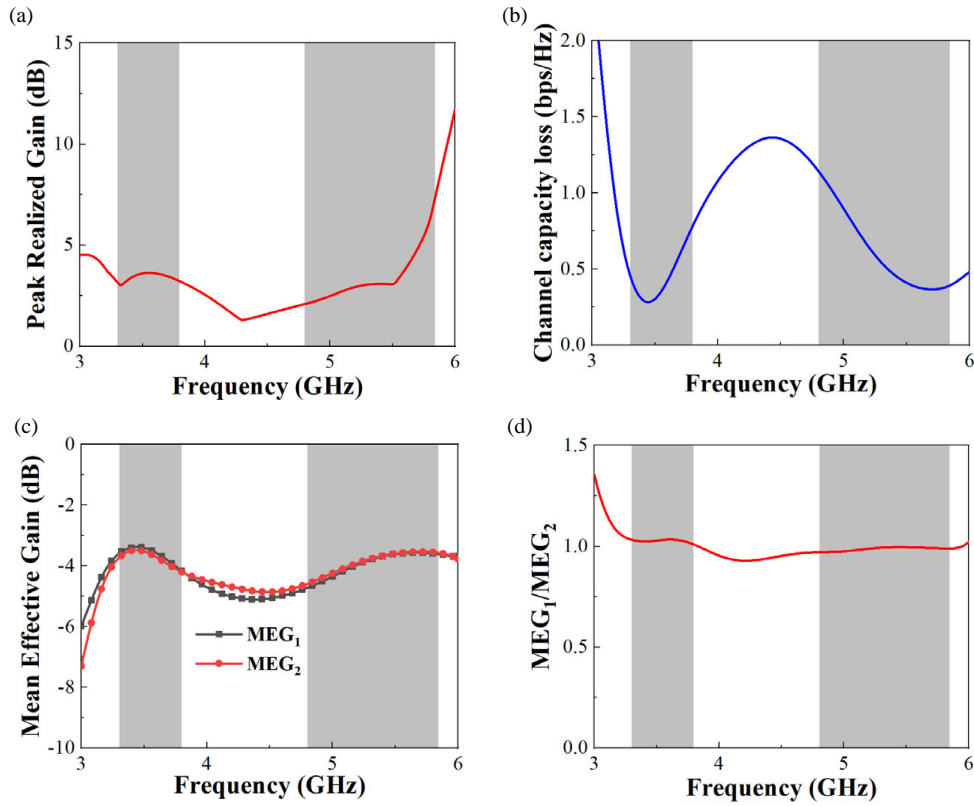 (a)
Peak Realized Gain (dB)
15
10
5
0
3
4
5
6
Frequency (GHz)
(b)
Channel capacity loss (bps/Hz)
2.0
1.5
1.0
0.5
0.0
3
4
5
6
Frequency (GHz)
(c)
Mean Effective Gain (dB)
0
-2
-4
-6
-8
-10
MEG₁
MEG₂
3
4
5
6
Frequency (GHz)
(d)
MEG₁/MEG₂
1.5
1.0
0.5
0.0
3
4
5
6
Frequency (GHz)